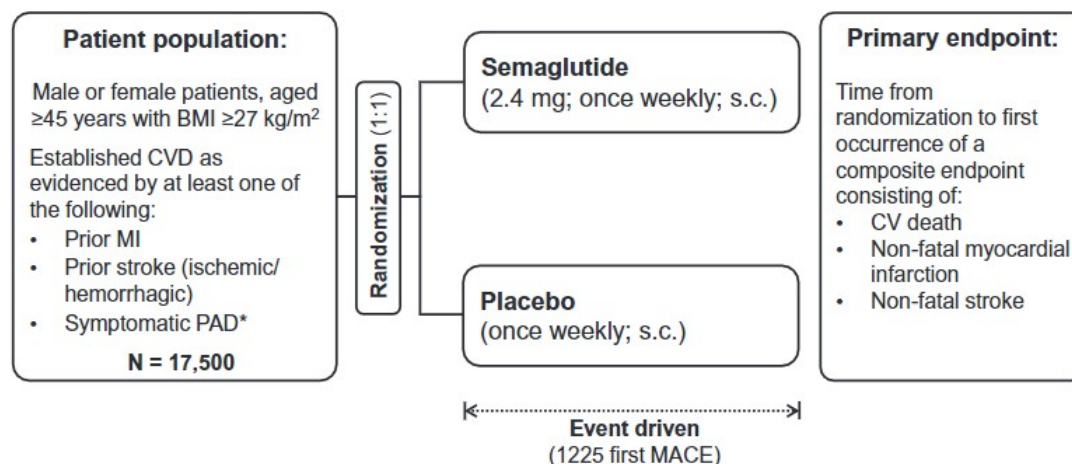 Patient population:
Male or female patients, aged
≥45 years with BMI ≥27 kg/m²
Established CVD as
evidenced by at least one of
the following:
• Prior MI
• Prior stroke (ischemic/
hemorrhagic)
• Symptomatic PAD*
N = 17,500
Randomization (1:1)
Semaglutide
(2.4 mg; once weekly; s.c.)
Placebo
(once weekly; s.c.)
Event driven
(1225 first MACE)
Primary endpoint:
Time from
randomization to first
occurrence of a
composite endpoint
consisting of:
• CV death
• Non-fatal myocardial
infarction
• Non-fatal stroke